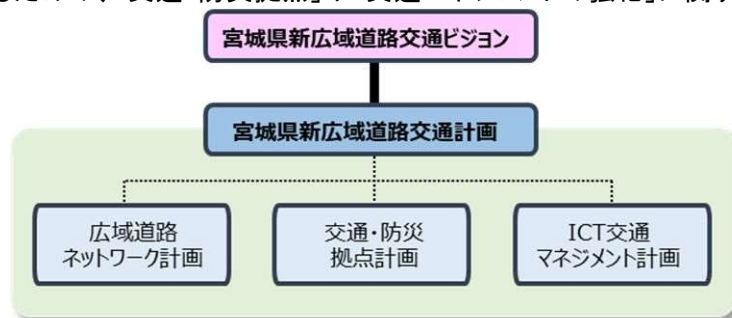 宮城県新広域道路交通ビジョン
宮城県新広域道路交通計画
広域道路
ネットワーク計画
交通・防災
拠点計画
ICT交通
マネジメント計画